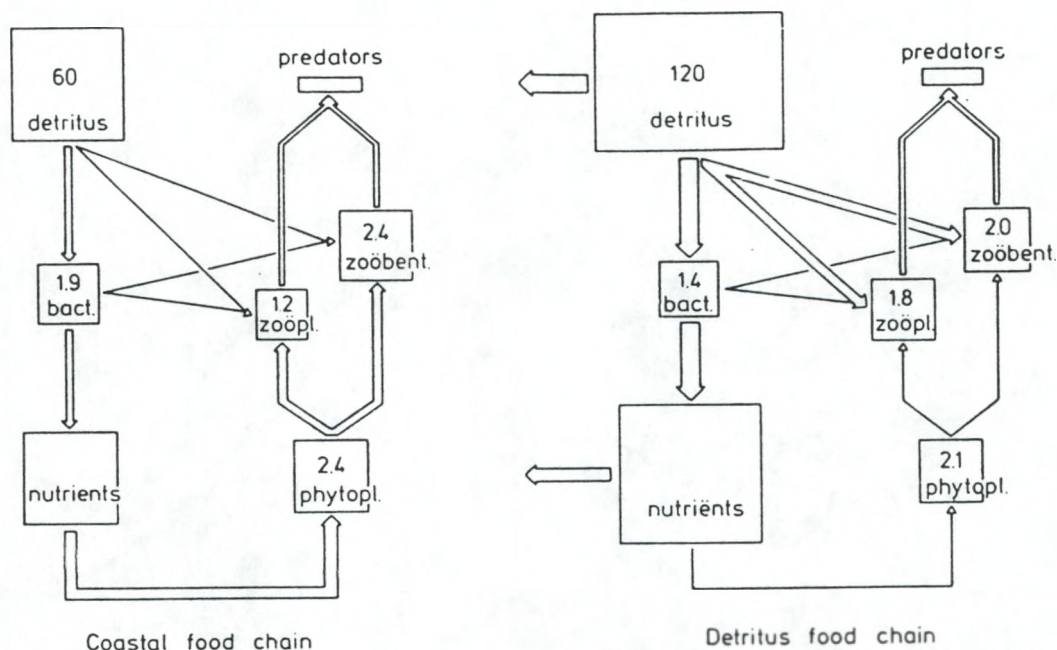 60
detritus
predators
2.4
zoöbent.
1.9
bact.
1.2
zoöpl.
nutrients
2.4
phytopl.
Coastal food chain
120
detritus
predators
2.0
zoöbent.
1.4
bact.
1.8
zoöpl.
nutriënts
2.1
phytopl.
Detritus food chain